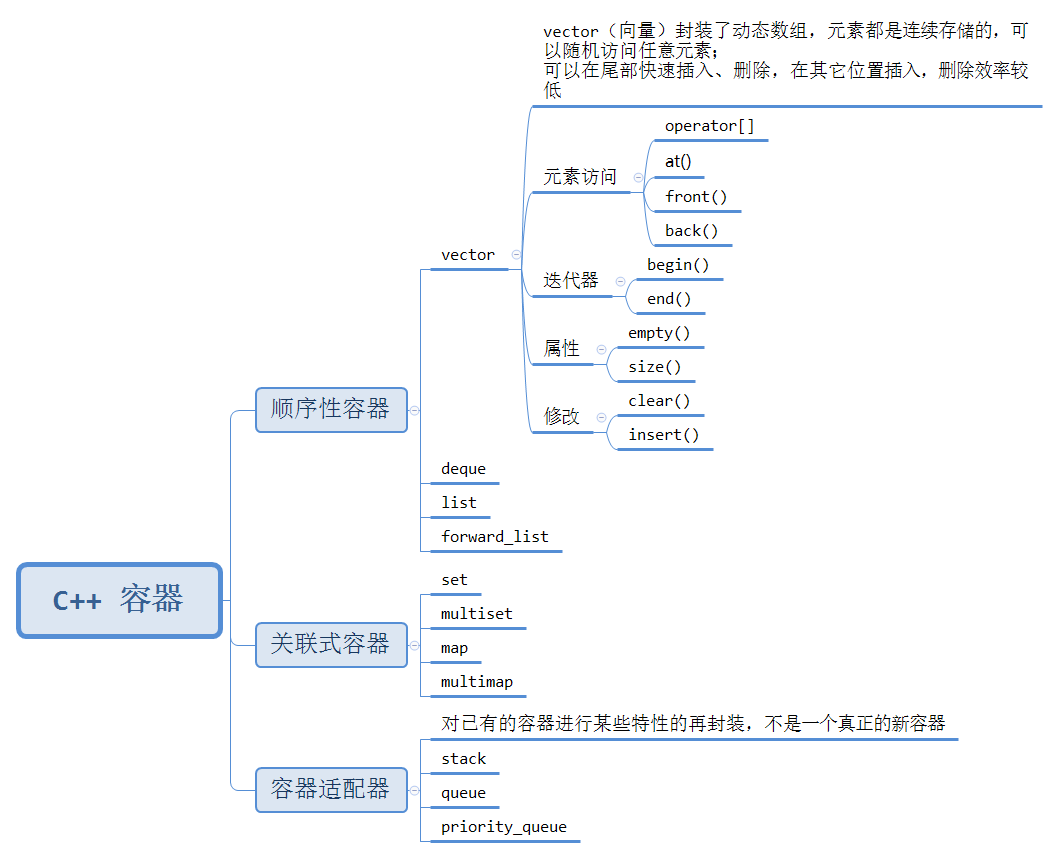 vector（向量）封装了动态数组，元素都是连续存储的，可
以随机访问任意元素；
可以在尾部快速插入、删除，在其它位置插入，删除效率较
低
operator[]
at()
元素访问
front()
back()
vector
begin()
迭代器
end()
empty()
属性
size()
clear()
修改
insert()
顺序性容器
deque
list
forward_list
C++ 容器
set
multiset
关联式容器
map
multimap
对已有的容器进行某些特性的再封装，不是一个真正的新容器
stack
容器适配器
queue
priority_queue